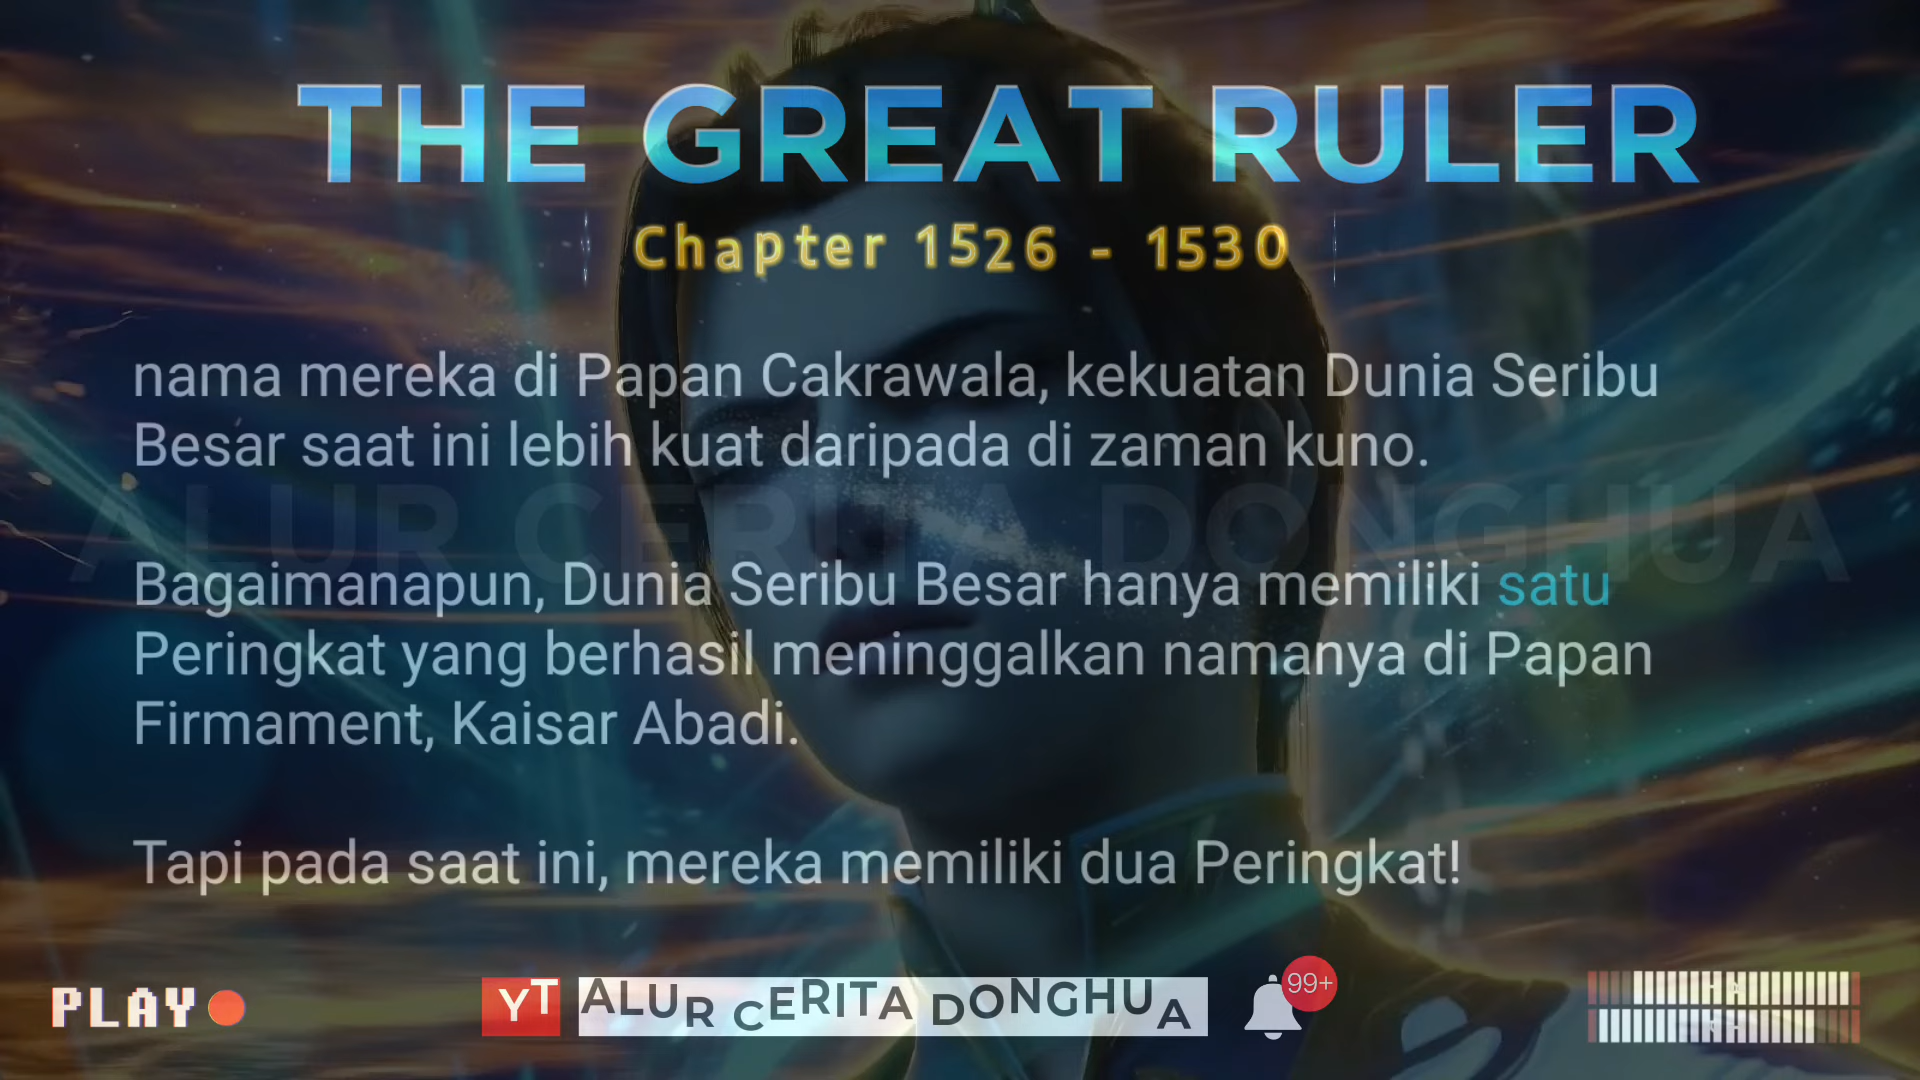 THE GREAT RULER
Chapter 1526 - 1530
nama mereka di Papan Cakrawala, kekuatan Dunia Seribu
Besar saat ini lebih kuat daripada di zaman kuno.
ALUR CERITA DONGHUA
Bagaimanapun, Dunia Seribu Besar hanya memiliki satu
Peringkat yang berhasil meninggalkan namanya di Papan
Firmament, Kaisar Abadi.
Tapi pada saat ini, mereka memiliki dua Peringkat!
PLAY
YT ALUR CERITA DONGHUA
99+